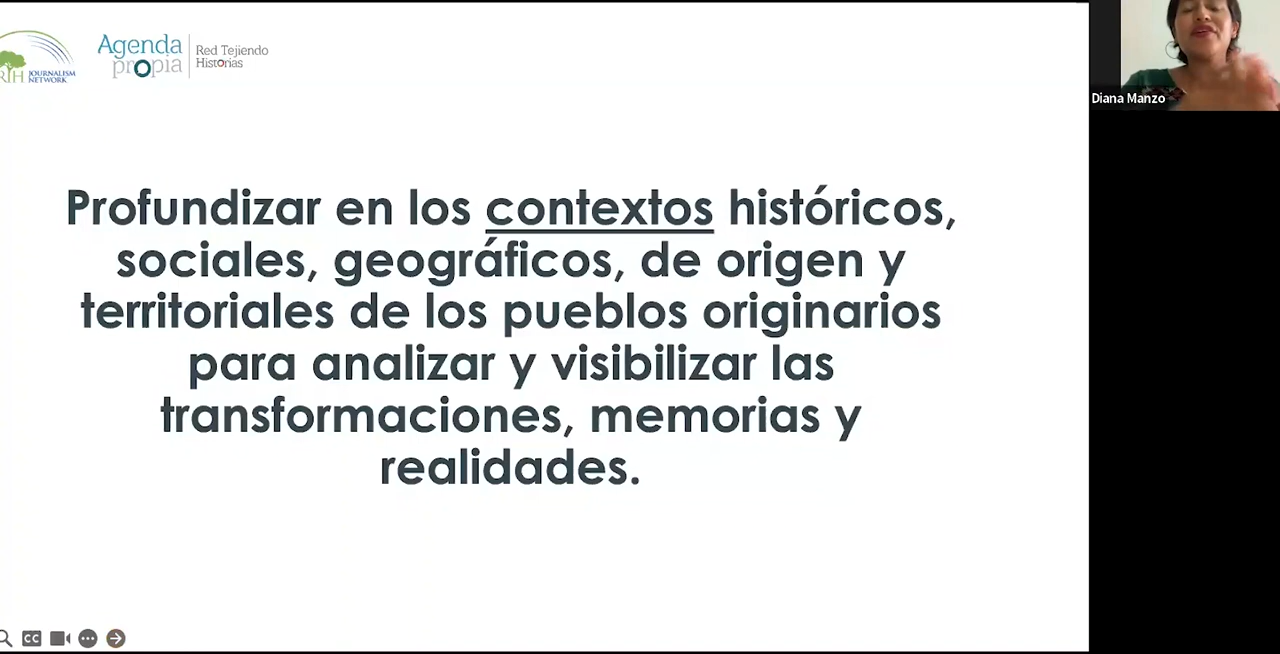 Agenda
propia
Red Tejiendo
Historias
JOURNALISM
NETWORK
Diana Manzo
Profundizar en los contextos históricos,
sociales, geográficos, de origen y
territoriales de los pueblos originarios
para analizar y visibilizar las
transformaciones, memorias y
realidades.
CC